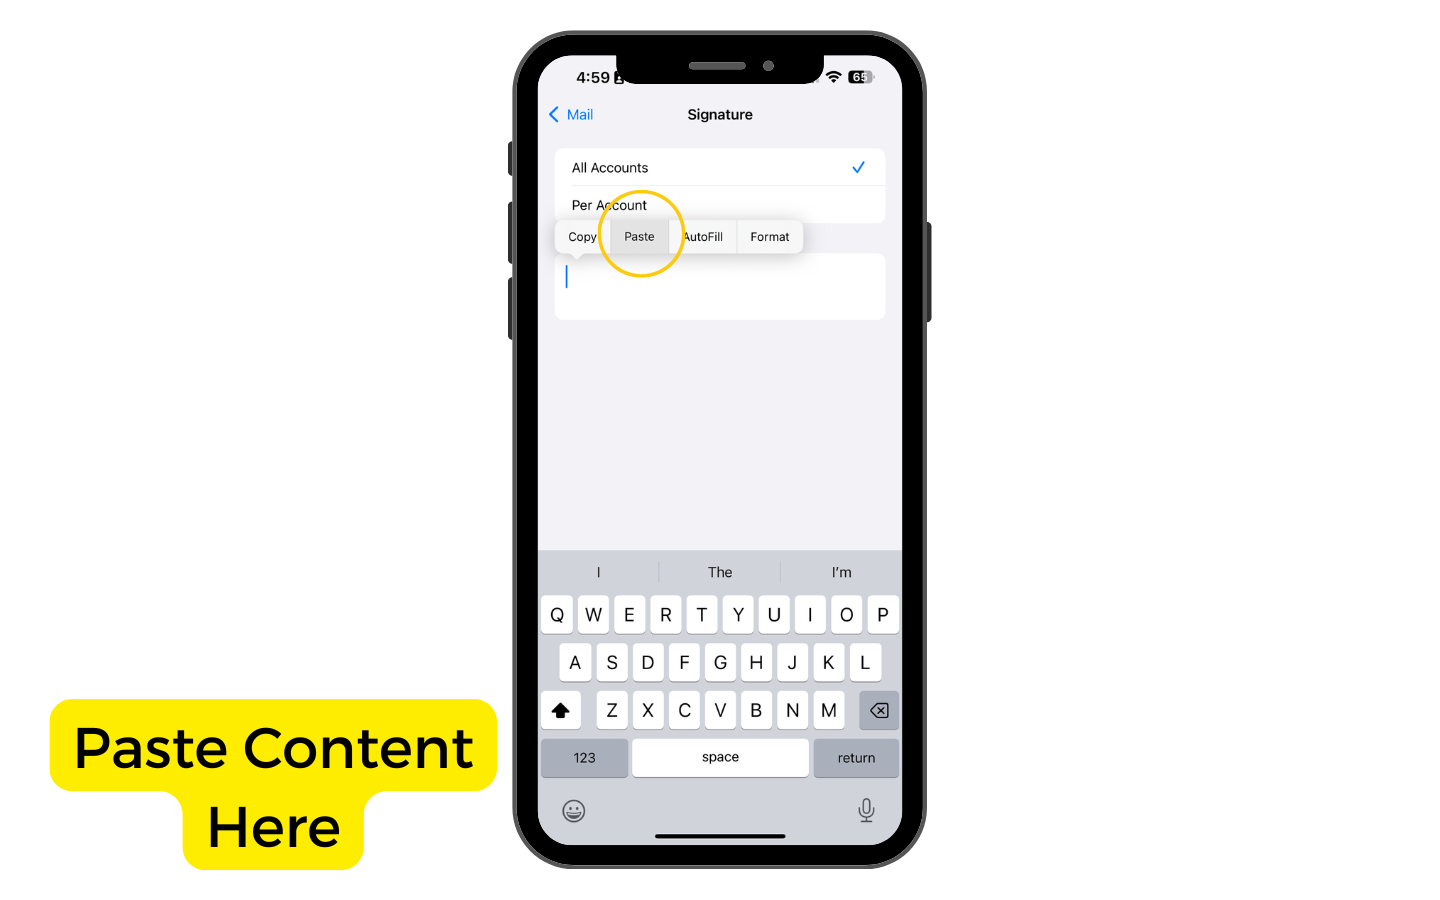 4:59 65
Mail Signature
All Accounts
Per Account
Copy Paste AutoFill Format
I The I'm
Q W E R T Y U I O P
A S D F G H J K L
Z X C V B N M
123 space return
Paste Content
Here